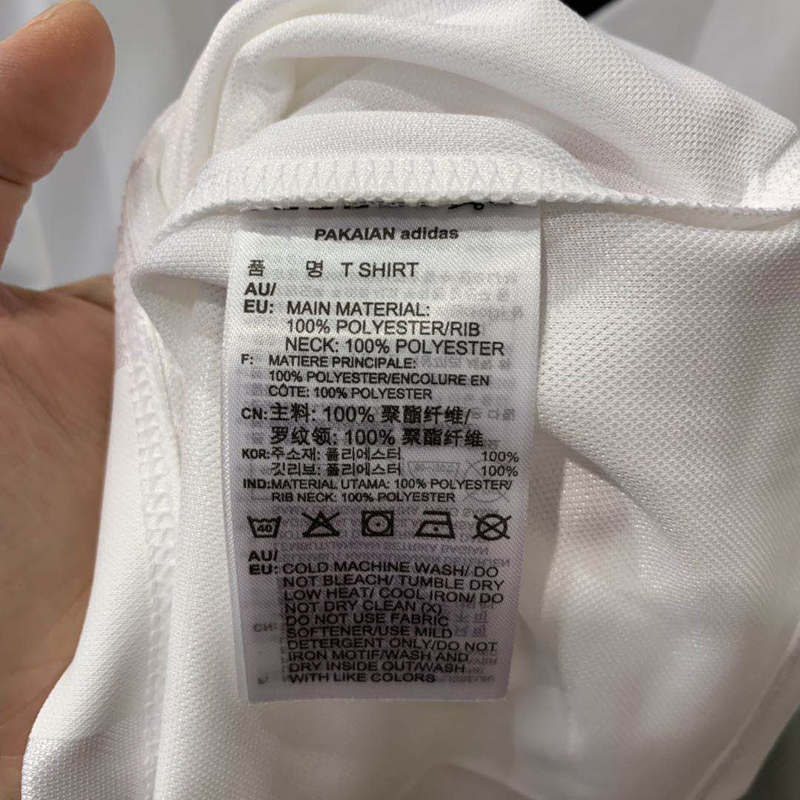 PAKAIAN adidas
품 명 T SHIRT
AU/
EU: MAIN MATERIAL:
100% POLYESTER/RIB
NECK: 100% POLYESTER
F: MATIERE PRINCIPALE:
100% POLYESTER/ENCOLURE EN
CÔTE: 100% POLYESTER
CN:主料: 100% 聚酯纤维/
罗纹领: 100% 聚酯纤维
KOR:주소재: 폴리에스터 100%
깃리브: 폴리에스터 100%
IND:MATERIAL UTAMA: 100% POLYESTER/
RIB NECK: 100% POLYESTER
40
AU/
EU: COLD MACHINE WASH/ DO
NOT BLEACH/ TUMBLE DRY
LOW HEAT/ COOL IRON/ DO
NOT DRY CLEAN (X)
DO NOT USE FABRIC
SOFTENER/USE MILD
DETERGENT ONLY/DO NOT
IRON MOTIF/WASH AND
DRY INSIDE OUT/WASH
WITH LIKE COLORS